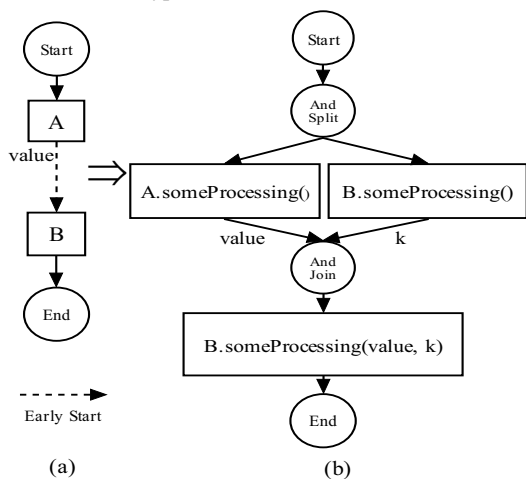 Start
A
value
B
End
Early Start
(a)
Start
And
Split
A.someProcessing()
B.someProcessing()
value
k
And
Join
B.someProcessing(value, k)
End
(b)